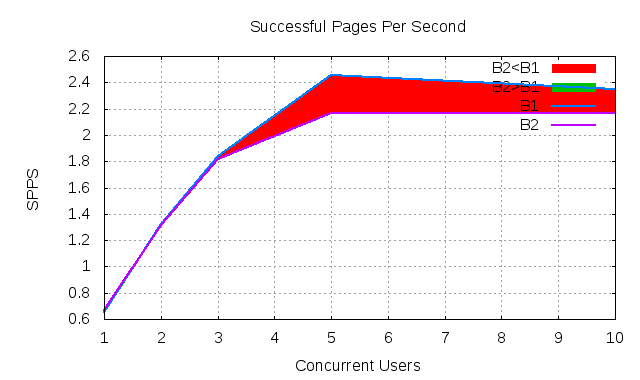 Successful Pages Per Second
2.6
2.4
2.2
2
1.8
1.6
1.4
1.2
1
0.8
0.6
SPPS
B2<B1
B2>B1
B1
B2
1 2 3 4 5 6 7 8 9 10
Concurrent Users